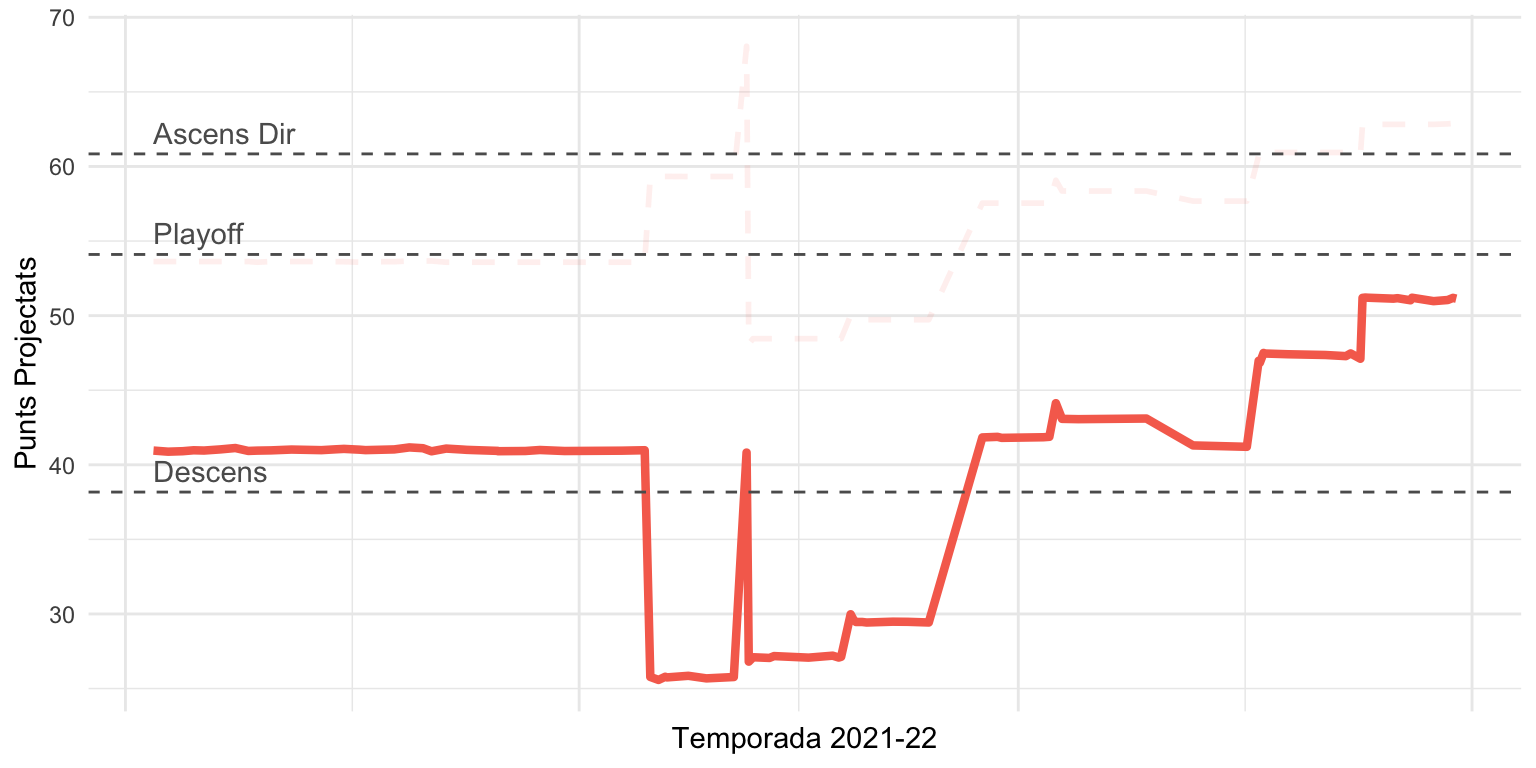 70
60
50
40
30
Punts Projectats
Ascens Dir
Playoff
Descens
Temporada 2021-22